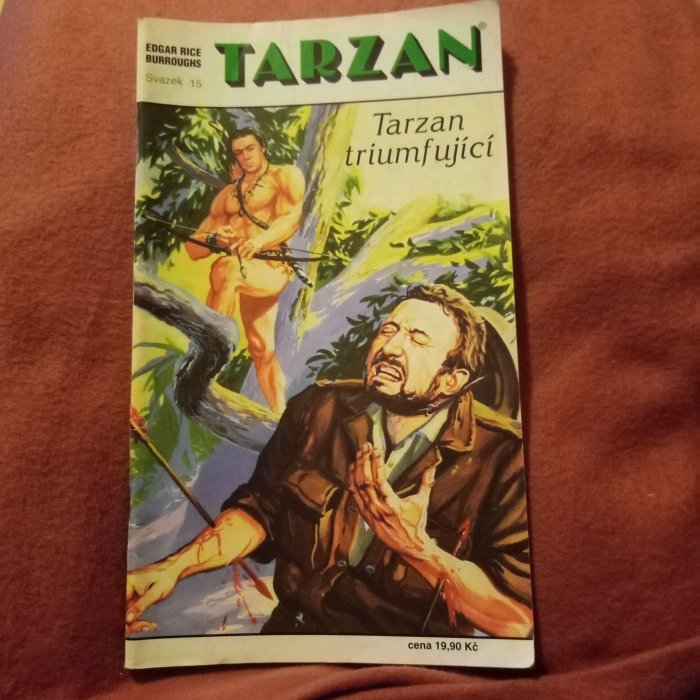 EDGAR RICE
BURROUGHS
Svazek 15
TARZAN®
Tarzan
triumfující
cena 19,90 Kč